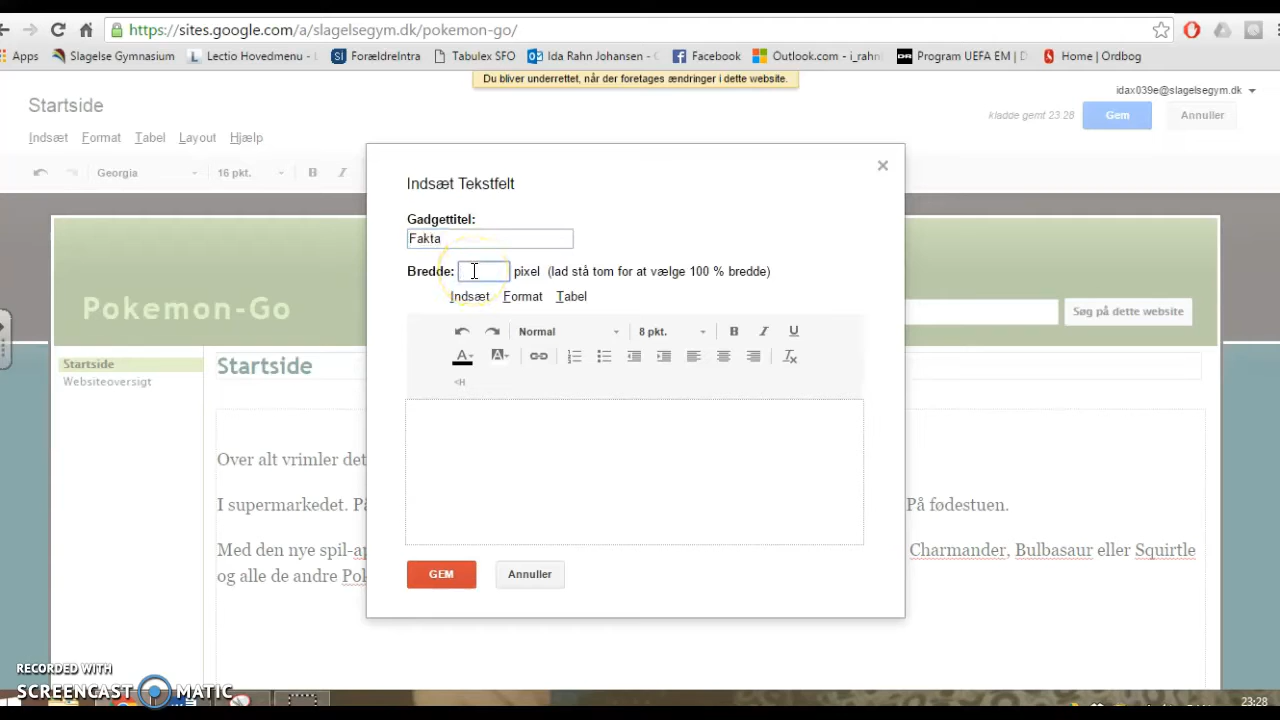 https://sites.google.com/a/slagelsegym.dk/pokemon-go/
Apps Slagelse Gymnasium Lectio Hovedmenu - L ForældreIntra Tabulex SFO Ida Rahn Johansen - C Facebook Outlook.com - i_rahn Program UEFA EM | D Home | Ordbog
Du bliver underrettet, når der foretages ændringer i dette website.
idax039e@slagelsegym.dk
Startside
kladde gemt 23.28 Gem Annuller
Indsæt Format Tabel Layout Hjælp
Georgia 16 pkt. B I
Indsæt Tekstfelt
Gadgettitel:
Fakta
Bredde: pixel (lad stå tom for at vælge 100 % bredde)
Indsæt Format Tabel
Normal 8 pkt. B I U
A A
<H
GEM Annuller
Pokemon-Go
Søg på dette website
Startside
Websiteoversigt
Startside
Over alt vrimler det
I supermarkedet. På På fødestuen.
Med den nye spil-ap Charmander, Bulbasaur eller Squirtle
og alle de andre Pok
RECORDED WITH
SCREENCAST MATIC
23:28